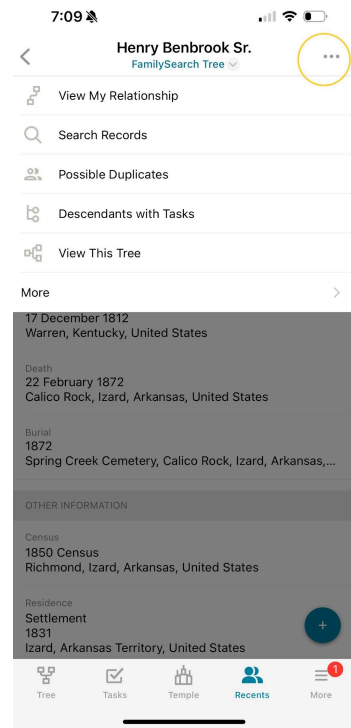 7:09
Henry Benbrook Sr.
FamilySearch Tree
View My Relationship
Search Records
Possible Duplicates
Descendants with Tasks
View This Tree
More
17 December 1812
Warren, Kentucky, United States
Death
22 February 1872
Calico Rock, Izard, Arkansas, United States
Burial
1872
Spring Creek Cemetery, Calico Rock, Izard, Arkansas,...
OTHER INFORMATION
Census
1850 Census
Richmond, Izard, Arkansas, United States
Residence
Settlement
1831
Izard, Arkansas Territory, United States
+
1
Tree Tasks Temple Recents More